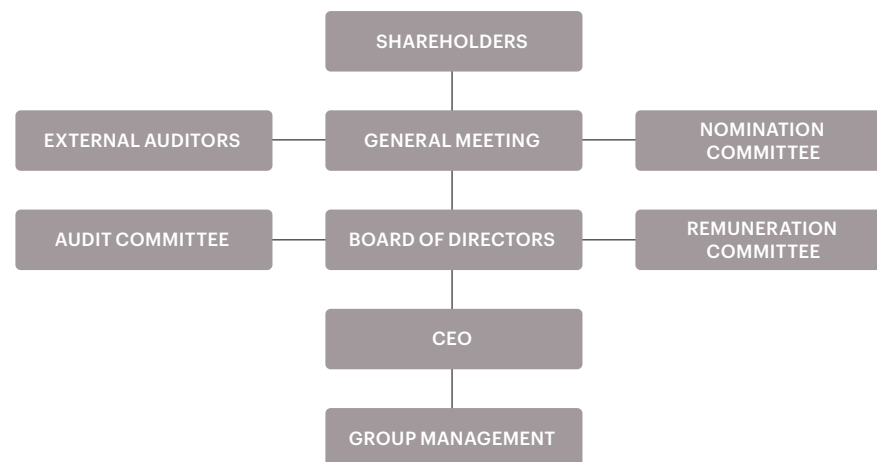 SHAREHOLDERS
EXTERNAL AUDITORS
GENERAL MEETING
NOMINATION
COMMITTEE
AUDIT COMMITTEE
BOARD OF DIRECTORS
REMUNERATION
COMMITTEE
CEO
GROUP MANAGEMENT